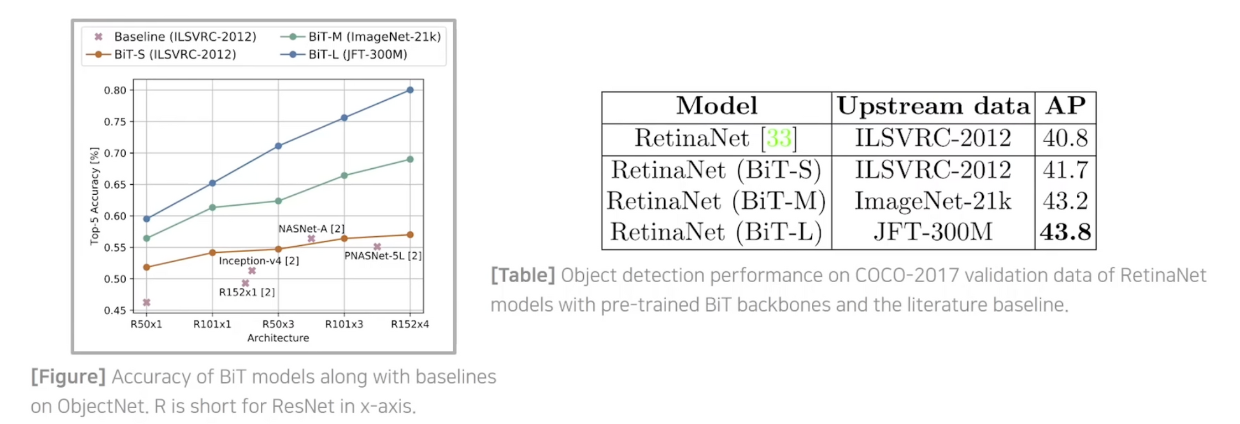 Baseline (ILSVRC-2012)
BiT-S (ILSVRC-2012)
BiT-M (ImageNet-21k)
BiT-L (JFT-300M)
Top-5 Accuracy [%]
0.80
0.75
0.70
0.65
0.60
0.55
0.50
0.45
NASNet-A [2]
PNASNet-5L [2]
Inception-v4 [2]
R152x1 [2]
R50x1 R101x1 R50x3 R101x3 R152x4
Architecture
[Figure] Accuracy of BiT models along with baselines
on ObjectNet. R is short for ResNet in x-axis.
Model Upstream data AP
RetinaNet [33] ILSVRC-2012 40.8
RetinaNet (BiT-S) ILSVRC-2012 41.7
RetinaNet (BiT-M) ImageNet-21k 43.2
RetinaNet (BiT-L) JFT-300M 43.8
[Table] Object detection performance on COCO-2017 validation data of RetinaNet
models with pre-trained BiT backbones and the literature baseline.